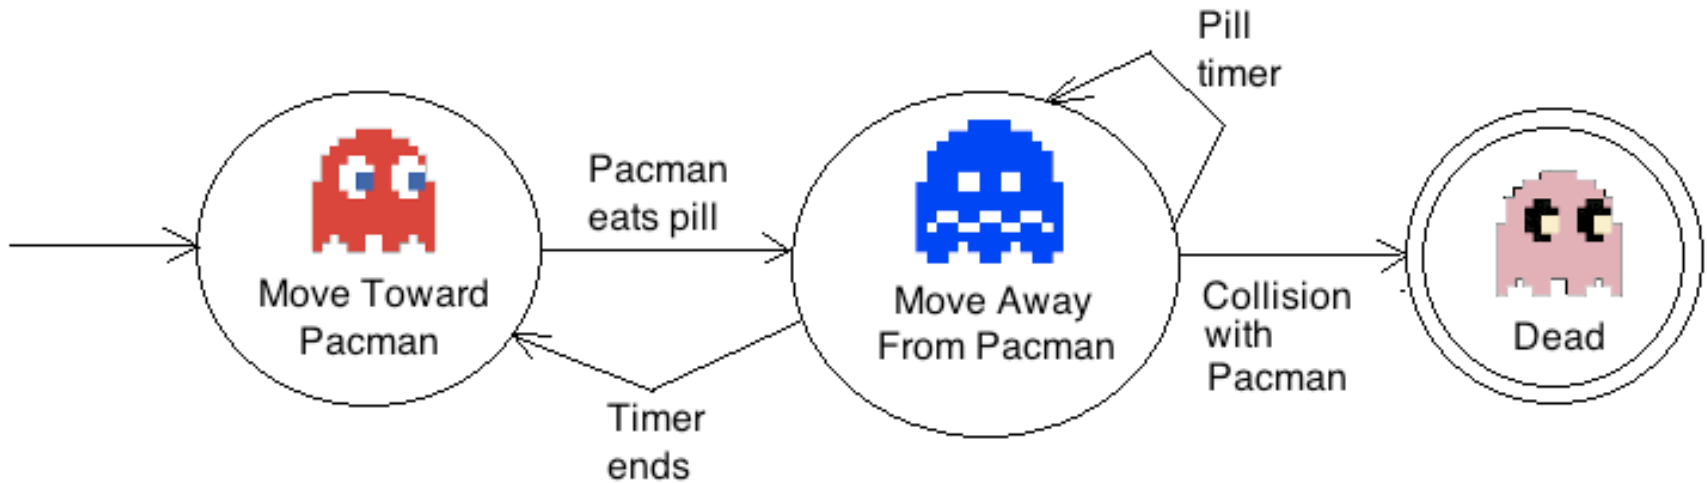 Pill
timer
Pacman
eats pill
Move Toward
Pacman
Move Away
From Pacman
Collision
with
Pacman
Dead
Timer
ends